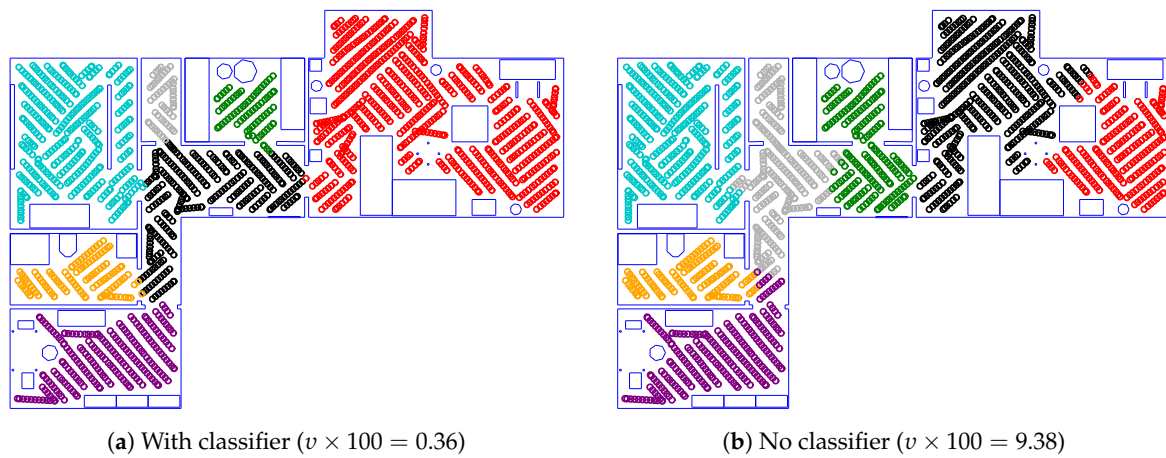 (a) With classifier (v × 100 = 0.36)
(b) No classifier (v × 100 = 9.38)